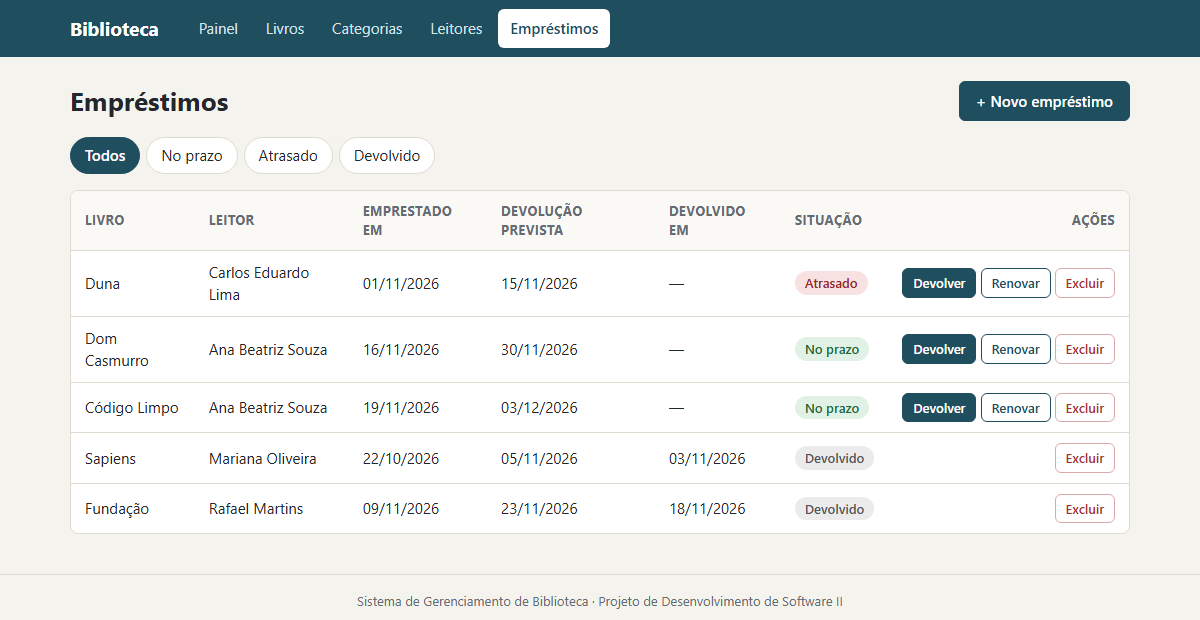 Biblioteca Painel Livros Categorias Leitores Empréstimos
Empréstimos + Novo empréstimo
Todos No prazo Atrasado Devolvido
LIVRO LEITOR EMPRESTADO EM DEVOLUÇÃO PREVISTA DEVOLVIDO EM SITUAÇÃO AÇÕES
Duna Carlos Eduardo Lima 01/11/2026 15/11/2026 — Atrasado Devolver Renovar Excluir
Dom Casmurro Ana Beatriz Souza 16/11/2026 30/11/2026 — No prazo Devolver Renovar Excluir
Código Limpo Ana Beatriz Souza 19/11/2026 03/12/2026 — No prazo Devolver Renovar Excluir
Sapiens Mariana Oliveira 22/10/2026 05/11/2026 03/11/2026 Devolvido Excluir
Fundação Rafael Martins 09/11/2026 23/11/2026 18/11/2026 Devolvido Excluir
Sistema de Gerenciamento de Biblioteca · Projeto de Desenvolvimento de Software II